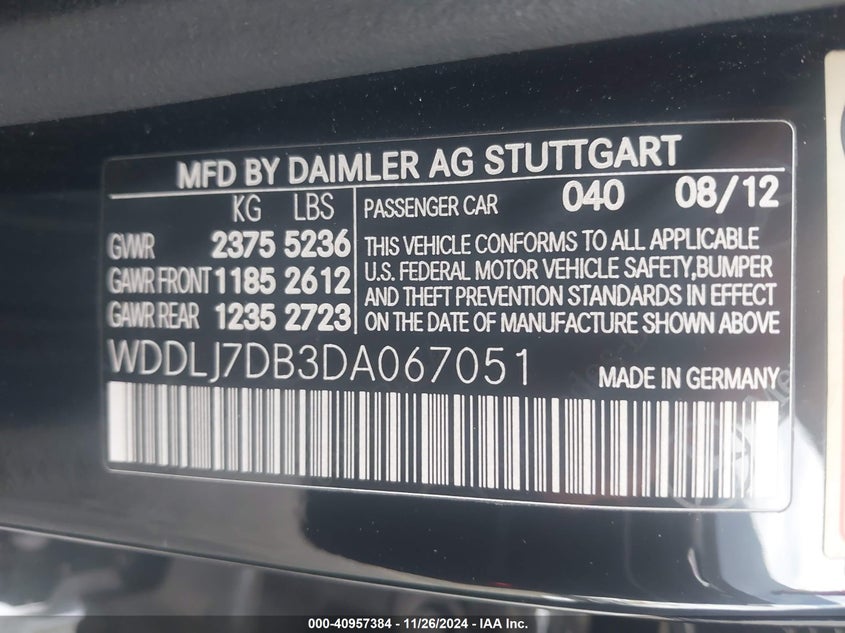 MFD BY DAIMLER AG STUTTGART
KG LBS
GVWR 2375 5236
GAWR FRONT 1185 2612
GAWR REAR 1235 2723
PASSENGER CAR 040 08/12
THIS VEHICLE CONFORMS TO ALL APPLICABLE
U.S. FEDERAL MOTOR VEHICLE SAFETY,BUMPER
AND THEFT PREVENTION STANDARDS IN EFFECT
ON THE DATE OF MANUFACTURE SHOWN ABOVE
WDDLJ7DB3DA067051 MADE IN GERMANY
000-40957384 - 11/26/2024 - IAA Inc.